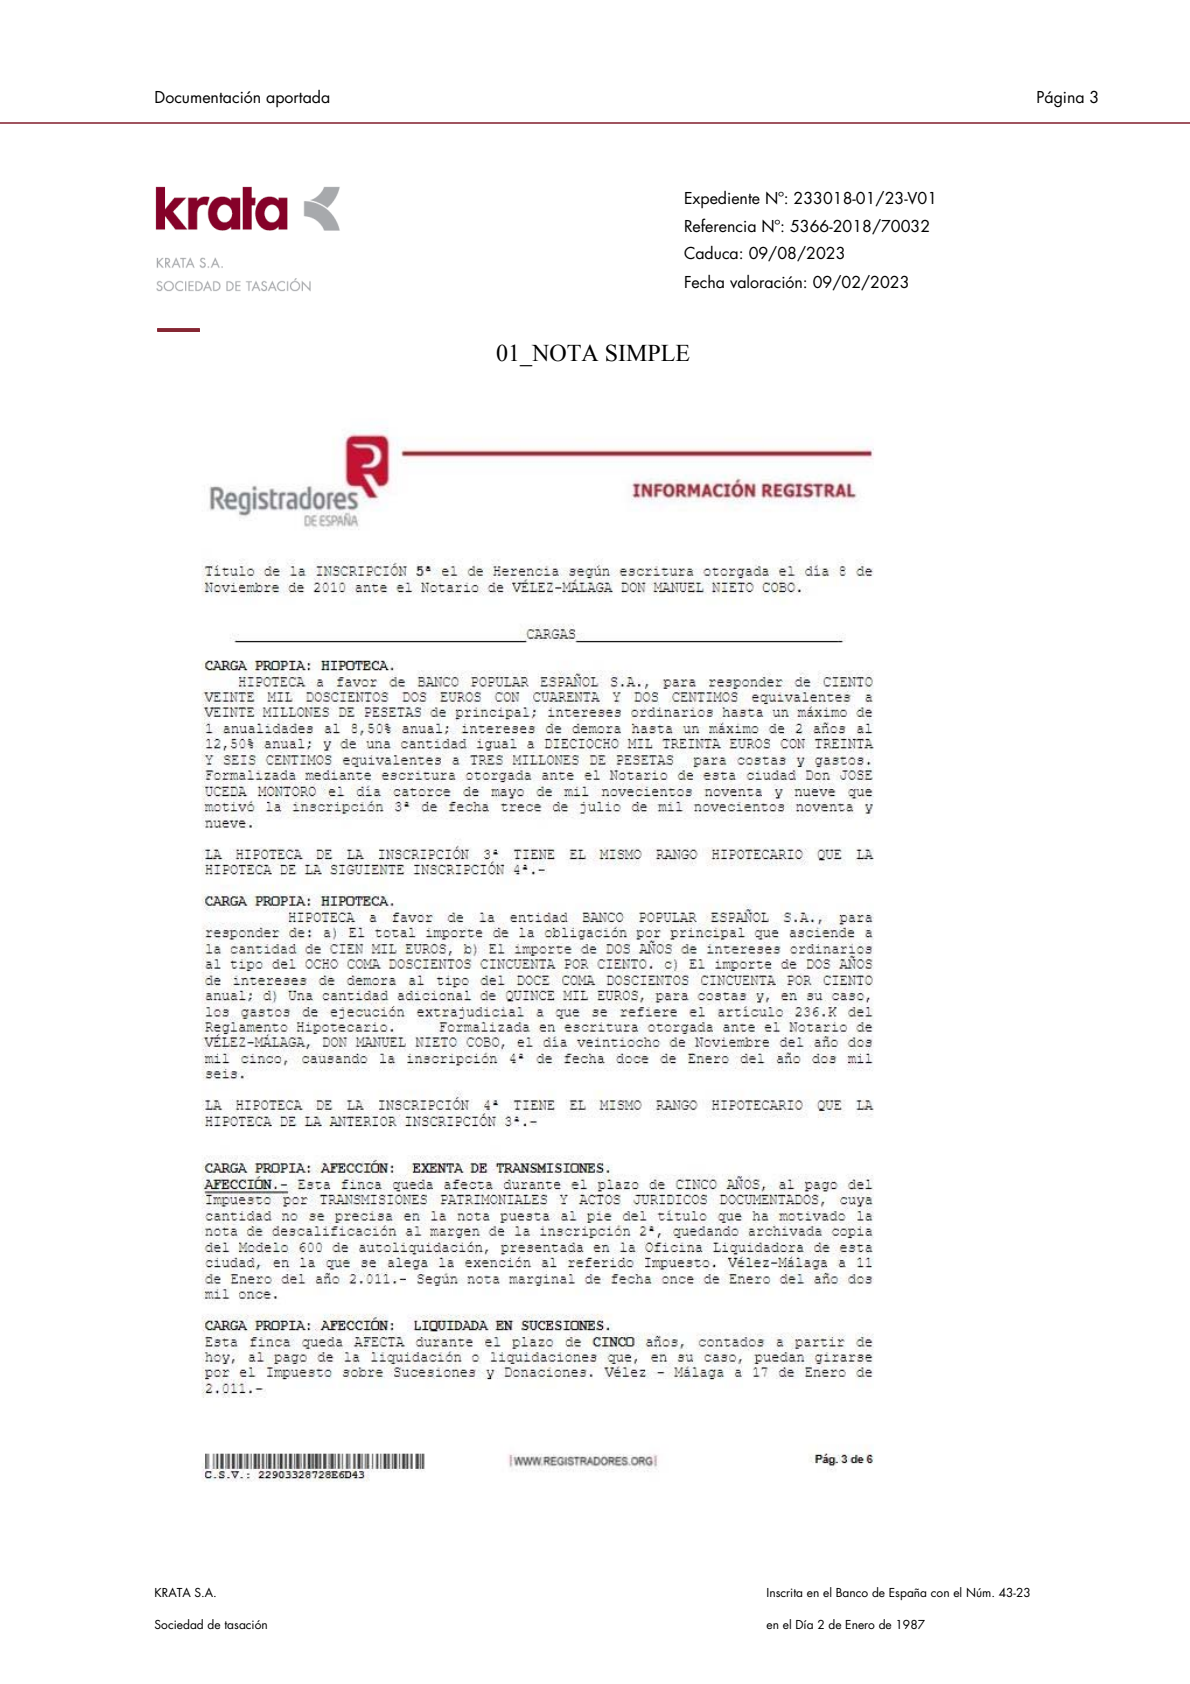 Documentación aportada
Página 3
krata
KRATA S.A.
SOCIEDAD DE TASACIÓN
Expediente Nº: 233018-01/23-V01
Referencia Nº: 5366-2018/70032
Caduca: 09/08/2023
Fecha valoración: 09/02/2023
01_NOTA SIMPLE
Registradores
DE ESPAÑA
INFORMACIÓN REGISTRAL
Título de la INSCRIPCIÓN 5ª el de Herencia según escritura otorgada el día 8 de
Noviembre de 2010 ante el Notario de VÉLEZ-MÁLAGA DON MANUEL NIETO COBO.
CARGAS
CARGA PROPIA: HIPOTECA.
HIPOTECA a favor de BANCO POPULAR ESPAÑOL S.A., para responder de CIENTO
VEINTE MIL DOSCIENTOS DOS EUROS CON CUARENTA Y DOS CENTIMOS equivalentes a
VEINTE MILLONES DE PESETAS de principal; intereses ordinarios hasta un máximo de
1 anualidades al 8,50% anual; intereses de demora hasta un máximo de 2 años al
12,50% anual; y de una cantidad igual a DIECIOCHO MIL TREINTA EUROS CON TREINTA
Y SEIS CENTIMOS equivalentes a TRES MILLONES DE PESETAS para costas y gastos.
Formalizada mediante escritura otorgada ante el Notario de esta ciudad Don JOSE
UCEDA MONTORO el día catorce de mayo de mil novecientos noventa y nueve que
motivó la inscripción 3ª de fecha trece de julio de mil novecientos noventa y
nueve.
LA HIPOTECA DE LA INSCRIPCIÓN 3ª TIENE EL MISMO RANGO HIPOTECARIO QUE LA
HIPOTECA DE LA SIGUIENTE INSCRIPCIÓN 4ª.-
CARGA PROPIA: HIPOTECA.
HIPOTECA a favor de la entidad BANCO POPULAR ESPAÑOL S.A., para
responder de: a) El total importe de la obligación por principal que asciende a
la cantidad de CIEN MIL EUROS, b) El importe de DOS AÑOS de intereses ordinarios
al tipo del OCHO COMA DOSCIENTOS CINCUENTA POR CIENTO. c) El importe de DOS AÑOS
de intereses de demora al tipo del DOCE COMA DOSCIENTOS CINCUENTA POR CIENTO
anual; d) Una cantidad adicional de QUINCE MIL EUROS, para costas y, en su caso,
los gastos de ejecución extrajudicial a que se refiere el artículo 236.K del
Reglamento Hipotecario. Formalizada en escritura otorgada ante el Notario de
VÉLEZ-MÁLAGA, DON MANUEL NIETO COBO, el día veintiocho de Noviembre del año dos
mil cinco, causando la inscripción 4ª de fecha doce de Enero del año dos mil
seis.
LA HIPOTECA DE LA INSCRIPCIÓN 4ª TIENE EL MISMO RANGO HIPOTECARIO QUE LA
HIPOTECA DE LA ANTERIOR INSCRIPCIÓN 3ª.-
CARGA PROPIA: AFECCIÓN: EXENTA DE TRANSMISIONES.
AFECCIÓN.- Esta finca queda afecta durante el plazo de CINCO AÑOS, al pago del
Impuesto por TRANSMISIONES PATRIMONIALES Y ACTOS JURIDICOS DOCUMENTADOS, cuya
cantidad no se precisa en la nota puesta al pie del título que ha motivado la
nota de descalificación al margen de la inscripción 2ª, quedando archivada copia
del Modelo 600 de autoliquidación, presentada en la Oficina Liquidadora de esta
ciudad, en la que se alega la exención al referido Impuesto. Vélez-Málaga a 11
de Enero del año 2.011.- Según nota marginal de fecha once de Enero del año dos
mil once.
CARGA PROPIA: AFECCIÓN: LIQUIDADA EN SUCESIONES.
Esta finca queda AFECTA durante el plazo de CINCO años, contados a partir de
hoy, al pago de la liquidación o liquidaciones que, en su caso, puedan girarse
por el Impuesto sobre Sucesiones y Donaciones. Vélez - Málaga a 17 de Enero de
2.011.-
C.S.V.: 22903328728E6D43
WWW.REGISTRADORES.ORG
Pág. 3 de 6
KRATA S.A.
Sociedad de tasación
Inscrita en el Banco de España con el Núm. 43-23
en el Día 2 de Enero de 1987